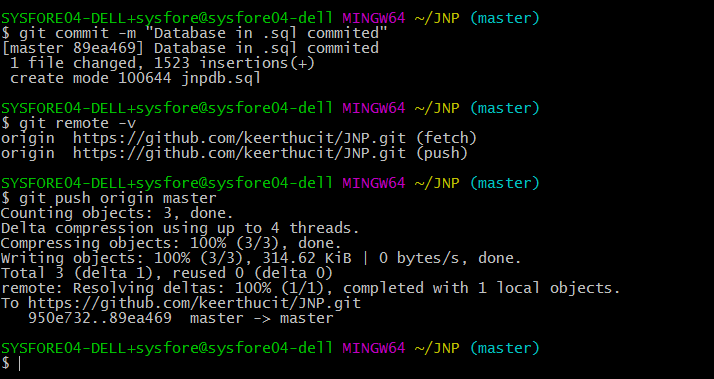 SYSFORE04-DELL+sysfore@sysfore04-dell MINGW64 ~/JNP (master)
$ git commit -m "Database in .sql commited"
[master 89ea469] Database in .sql commited
 1 file changed, 1523 insertions(+)
 create mode 100644 jnpdb.sql
SYSFORE04-DELL+sysfore@sysfore04-dell MINGW64 ~/JNP (master)
$ git remote -v
origin  https://github.com/keerthucit/JNP.git (fetch)
origin  https://github.com/keerthucit/JNP.git (push)
SYSFORE04-DELL+sysfore@sysfore04-dell MINGW64 ~/JNP (master)
$ git push origin master
Counting objects: 3, done.
Delta compression using up to 4 threads.
Compressing objects: 100% (3/3), done.
Writing objects: 100% (3/3), 314.62 KiB | 0 bytes/s, done.
Total 3 (delta 1), reused 0 (delta 0)
remote: Resolving deltas: 100% (1/1), completed with 1 local objects.
To https://github.com/keerthucit/JNP.git
   950e732..89ea469  master -> master
SYSFORE04-DELL+sysfore@sysfore04-dell MINGW64 ~/JNP (master)
$